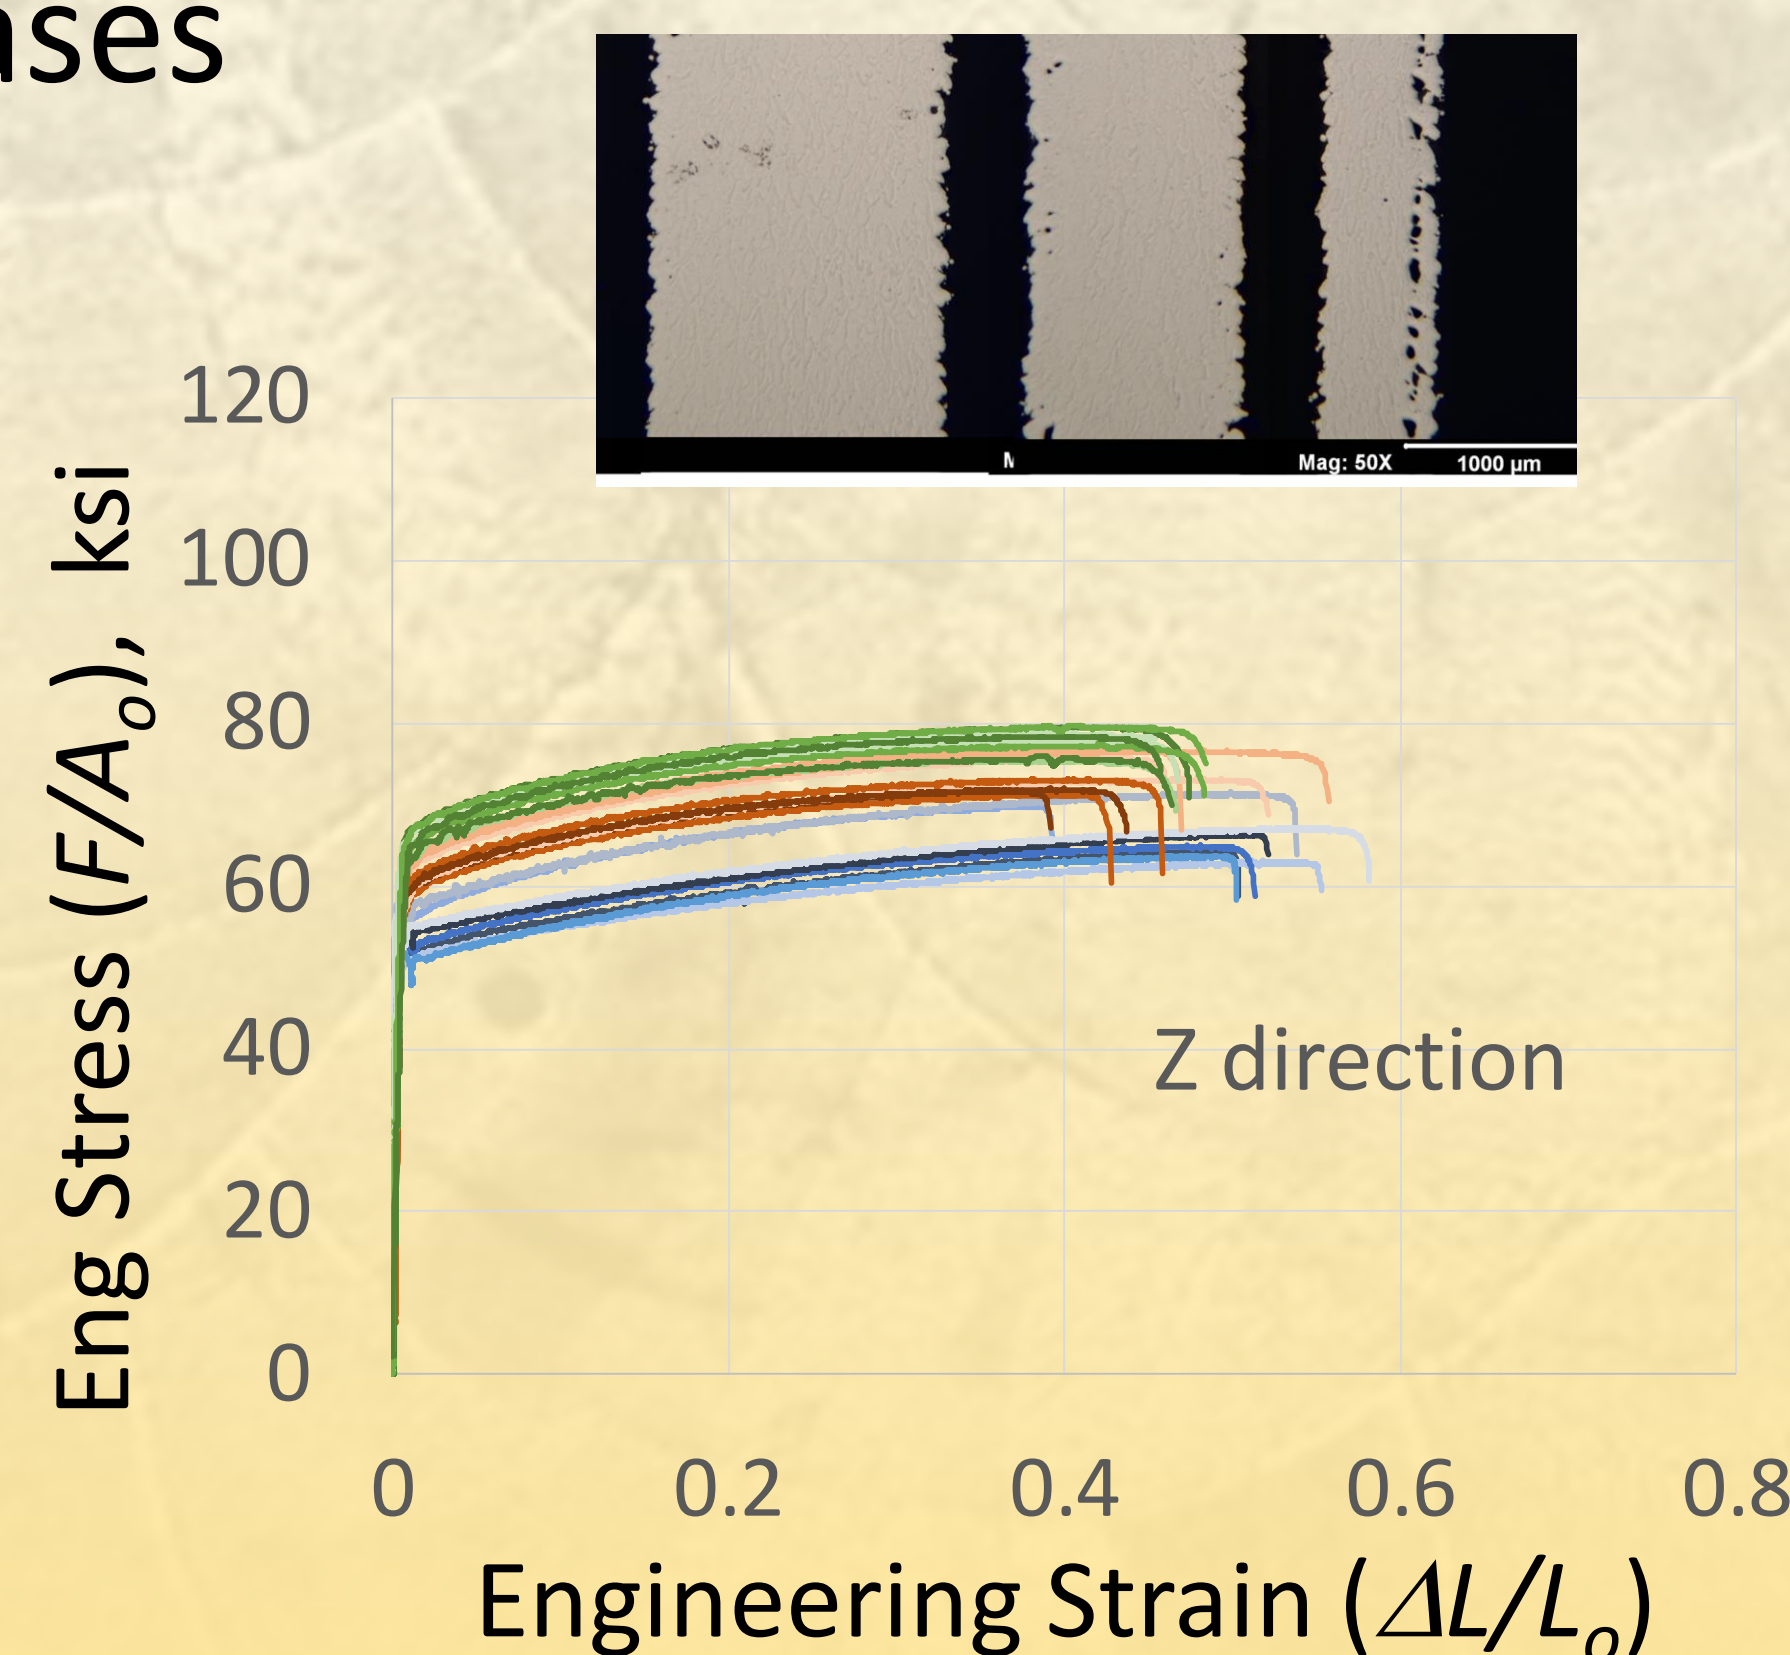 Mag: 50X 1000 µm
120
100
80
60
40
20
0
Eng Stress (F/Ao), ksi
Z direction
0 0.2 0.4 0.6 0.8
Engineering Strain (ΔL/Lo)